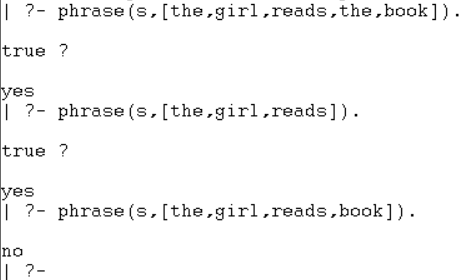 | ?- phrase(s,[the,girl,reads,the,book]).
true ?
yes
| ?- phrase(s,[the,girl,reads]).
true ?
yes
| ?- phrase(s,[the,girl,reads,book]).
no
| ?-